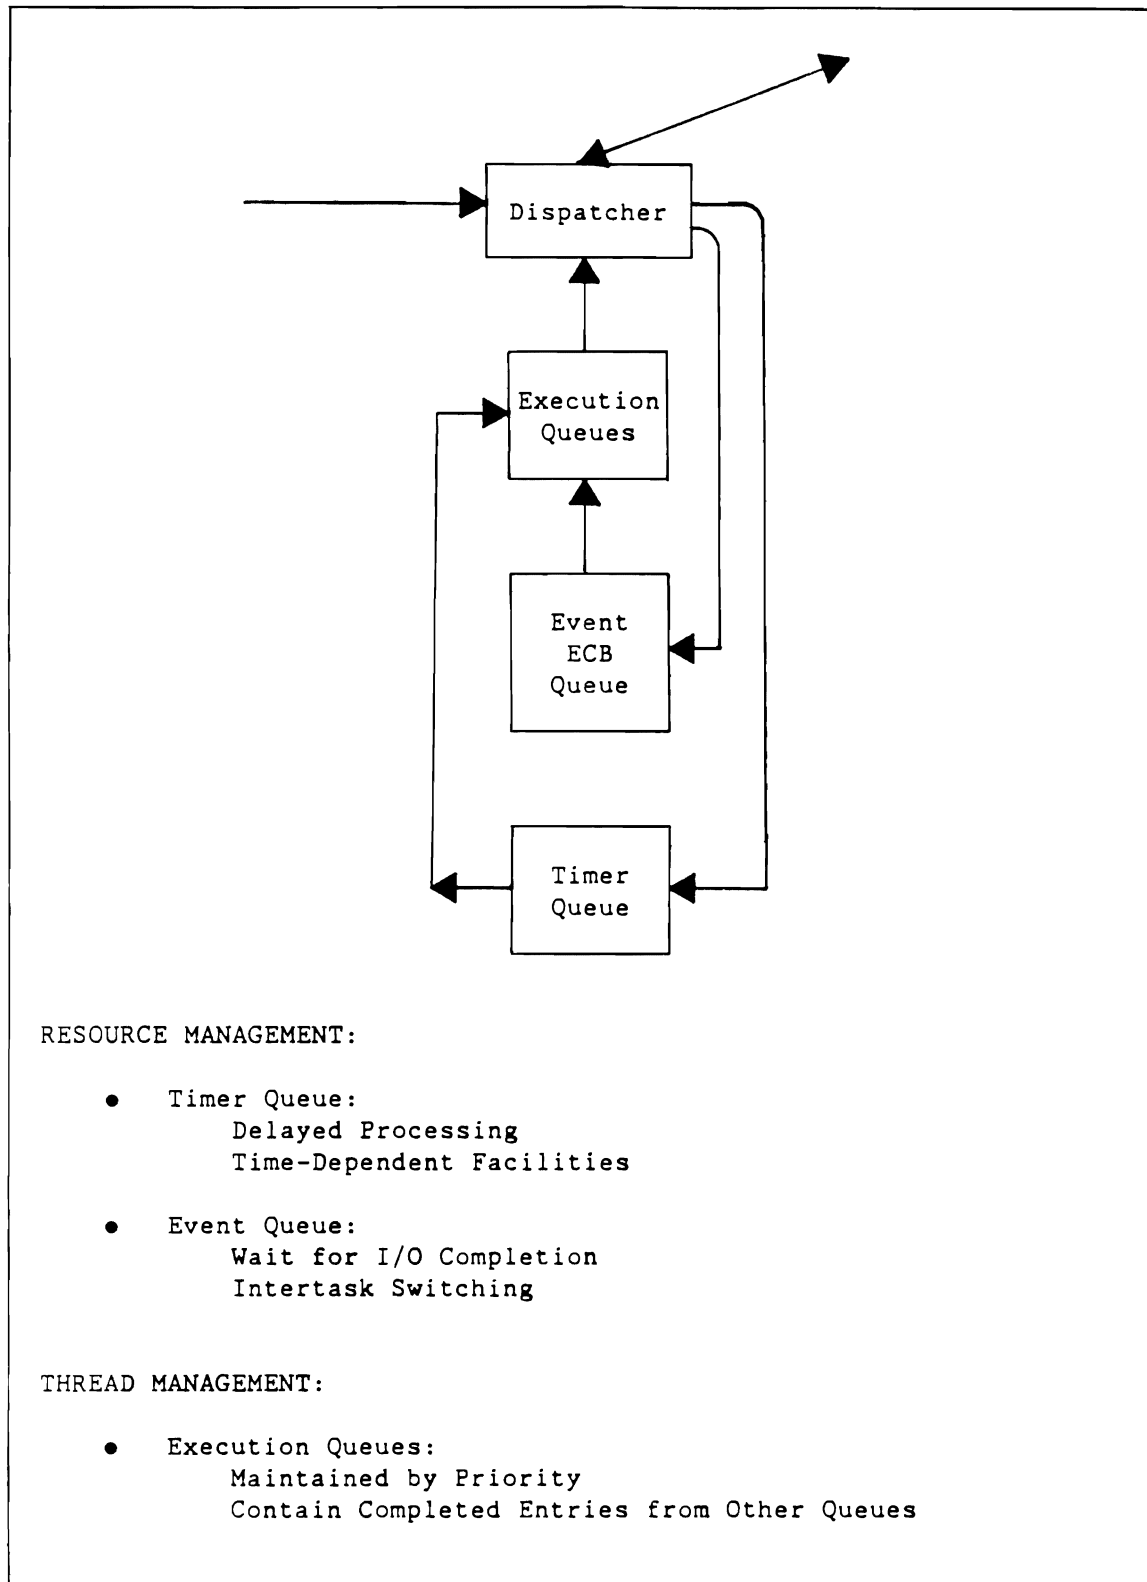 Dispatcher
Execution
Queues
Event
ECB
Queue
Timer
Queue
RESOURCE MANAGEMENT:
● Timer Queue:
Delayed Processing
Time-Dependent Facilities
● Event Queue:
Wait for I/O Completion
Intertask Switching
THREAD MANAGEMENT:
● Execution Queues:
Maintained by Priority
Contain Completed Entries from Other Queues